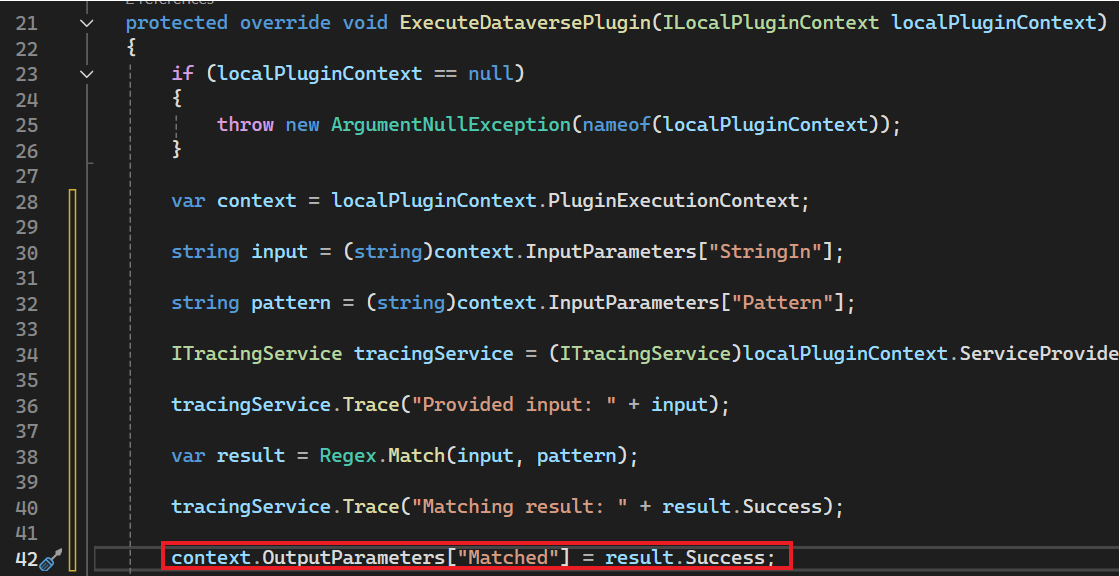 2 references
21 protected override void ExecuteDataversePlugin(ILocalPluginContext localPluginContext)
22 {
23 if (localPluginContext == null)
24 {
25 throw new ArgumentNullException(nameof(localPluginContext));
26 }
27
28 var context = localPluginContext.PluginExecutionContext;
29
30 string input = (string)context.InputParameters["StringIn"];
31
32 string pattern = (string)context.InputParameters["Pattern"];
33
34 ITracingService tracingService = (ITracingService)localPluginContext.ServiceProvide
35
36 tracingService.Trace("Provided input: " + input);
37
38 var result = Regex.Match(input, pattern);
39
40 tracingService.Trace("Matching result: " + result.Success);
41
42 context.OutputParameters["Matched"] = result.Success;